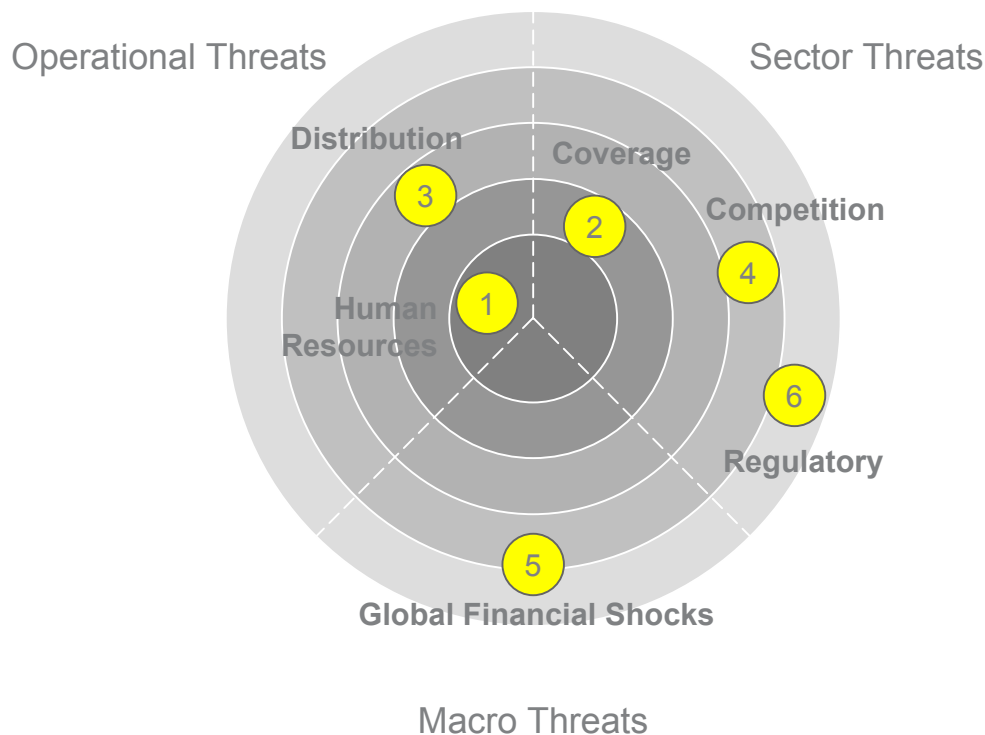 Operational Threats
Sector Threats
Distribution
Coverage
3
Competition
2
4
Human
Resources
1
6
Regulatory
5
Global Financial Shocks
Macro Threats